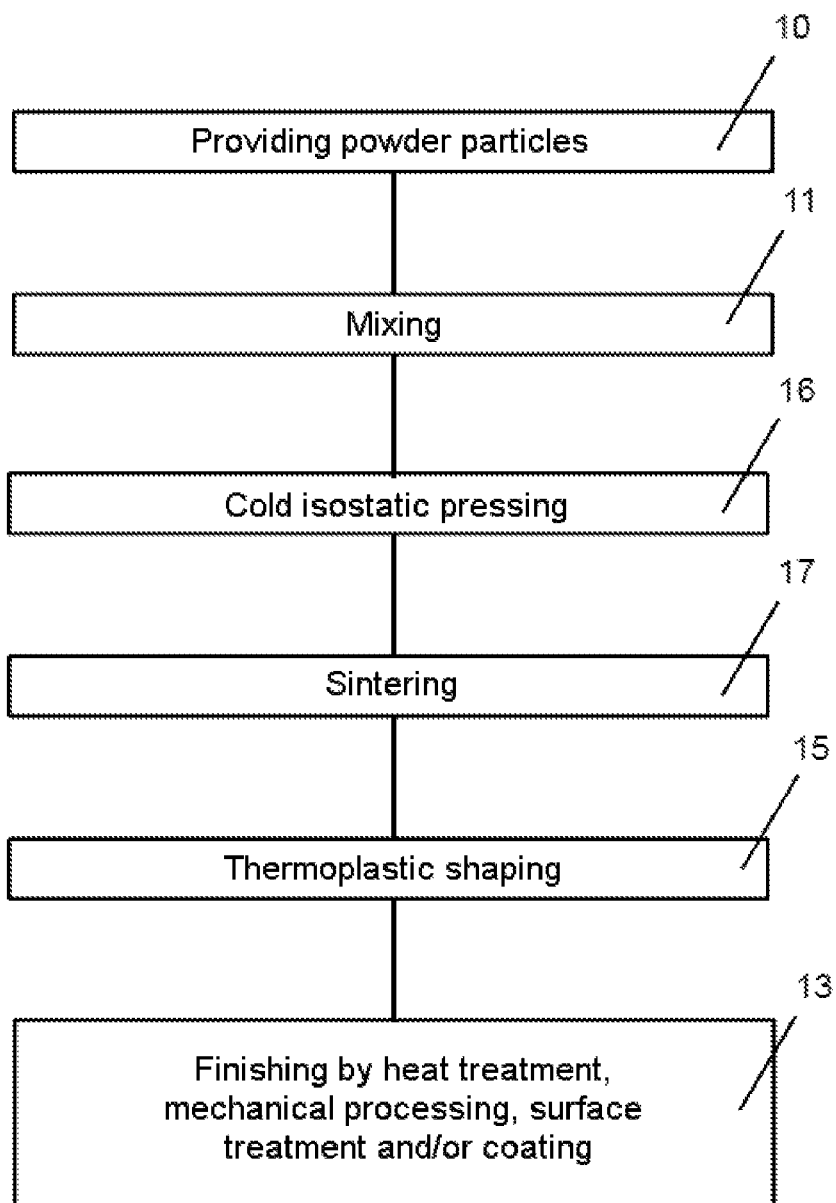 10
Providing powder particles
11
Mixing
16
Cold isostatic pressing
17
Sintering
15
Thermoplastic shaping
13
Finishing by heat treatment,
mechanical processing, surface
treatment and/or coating